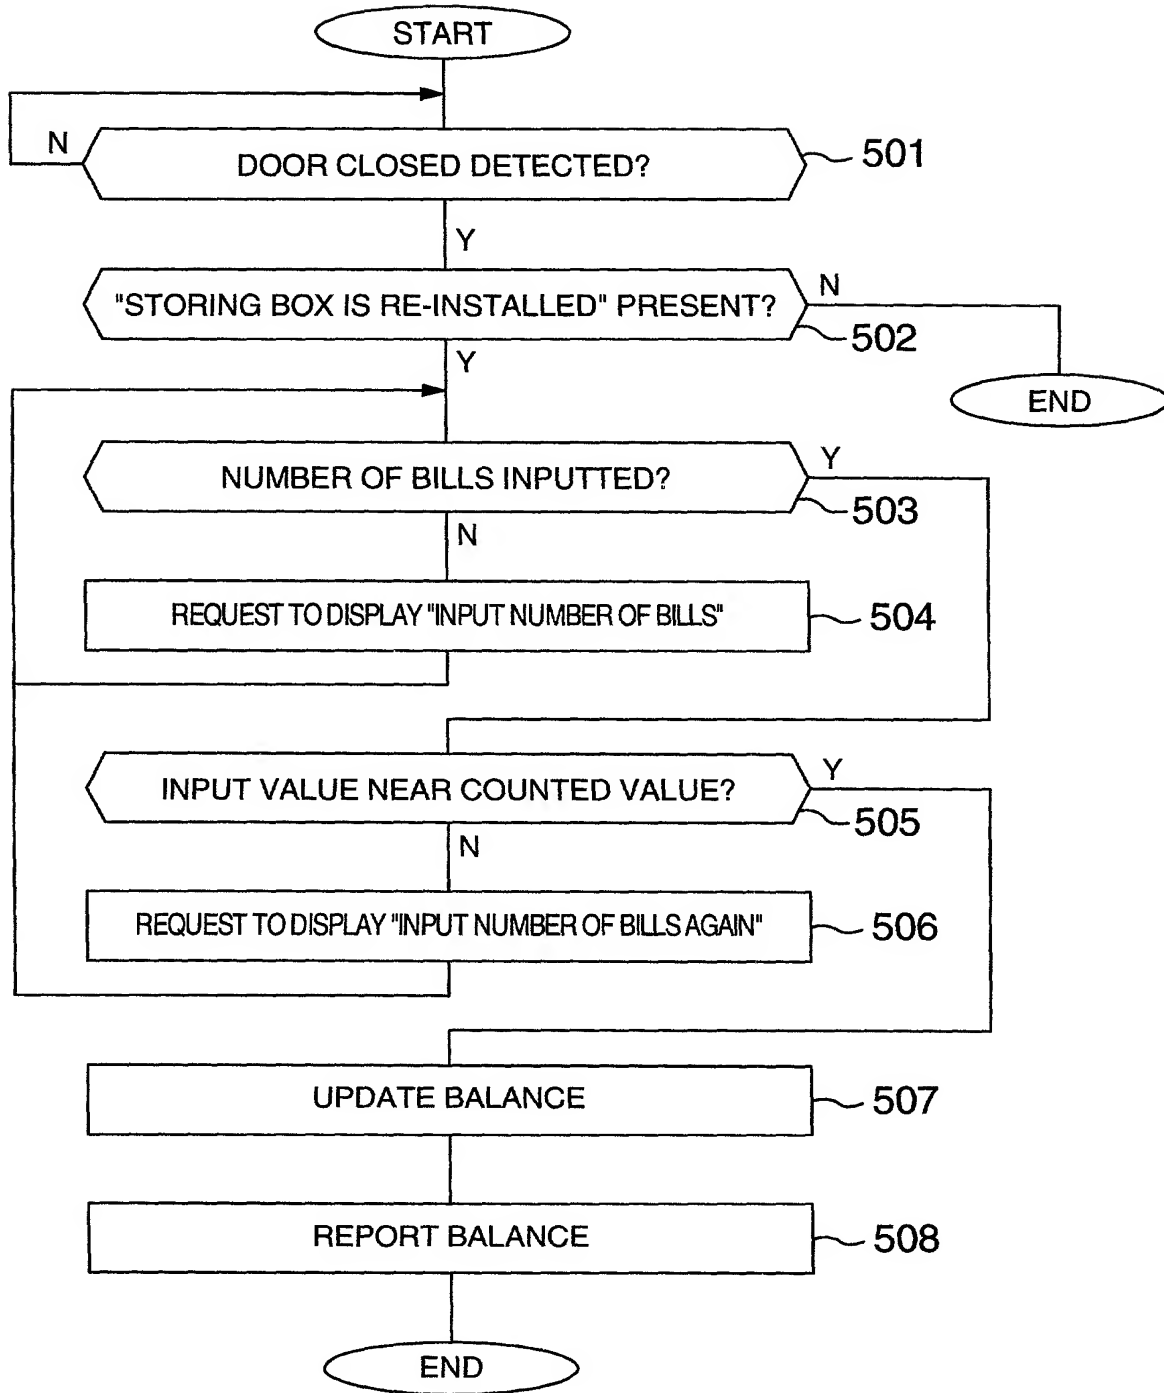 START
N
DOOR CLOSED DETECTED?
501
Y
"STORING BOX IS RE-INSTALLED" PRESENT?
N
502
Y
END
NUMBER OF BILLS INPUTTED?
Y
503
N
REQUEST TO DISPLAY "INPUT NUMBER OF BILLS"
504
INPUT VALUE NEAR COUNTED VALUE?
Y
505
N
REQUEST TO DISPLAY "INPUT NUMBER OF BILLS AGAIN"
506
UPDATE BALANCE
507
REPORT BALANCE
508
END